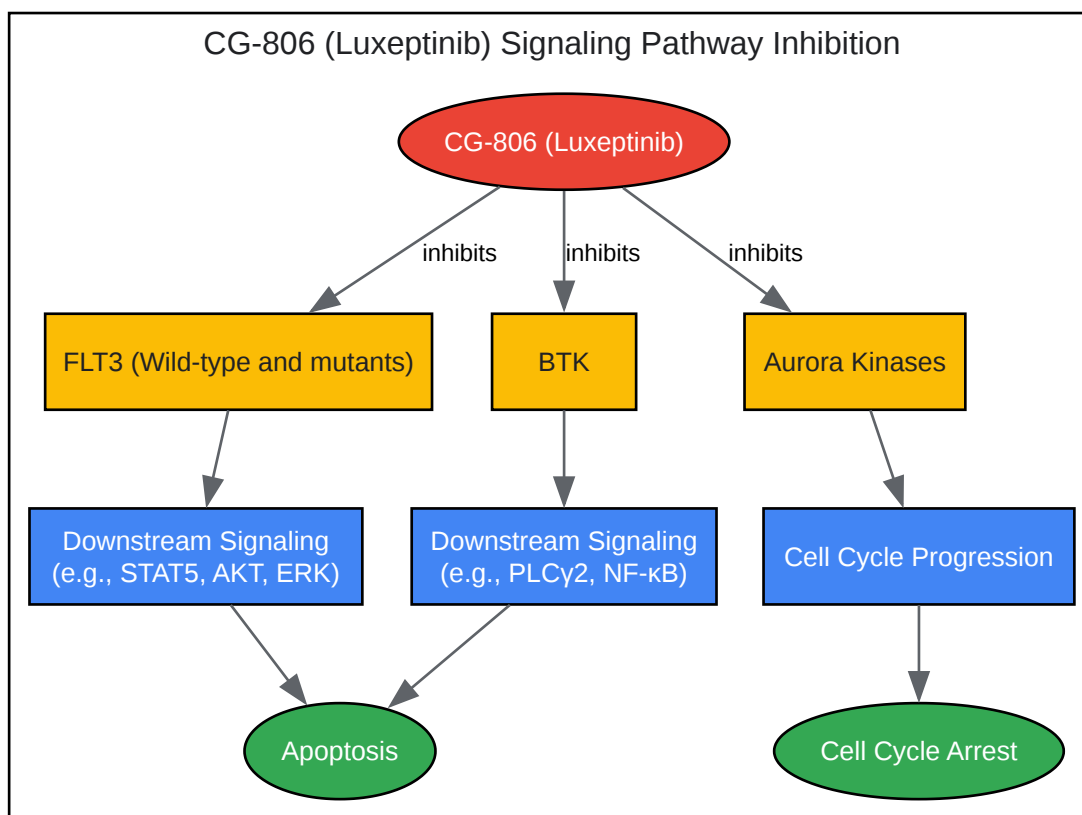 CG-806 (Luxeptinib) Signaling Pathway Inhibition
CG-806 (Luxeptinib)
inhibits
inhibits
inhibits
FLT3 (Wild-type and mutants)
BTK
Aurora Kinases
Downstream Signaling
(e.g., STAT5, AKT, ERK)
Downstream Signaling
(e.g., PLCγ2, NF-κB)
Cell Cycle Progression
Apoptosis
Cell Cycle Arrest